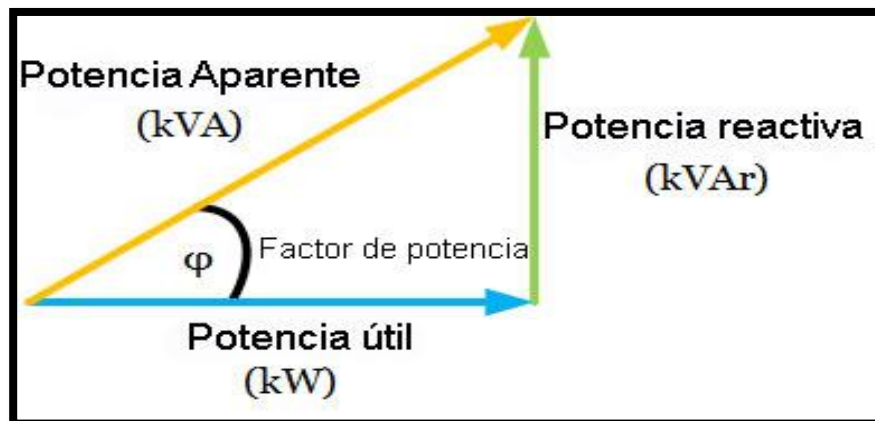 Potencia Aparente
(kVA)
Potencia reactiva
(kVAr)
φ
Factor de potencia
Potencia útil
(kW)